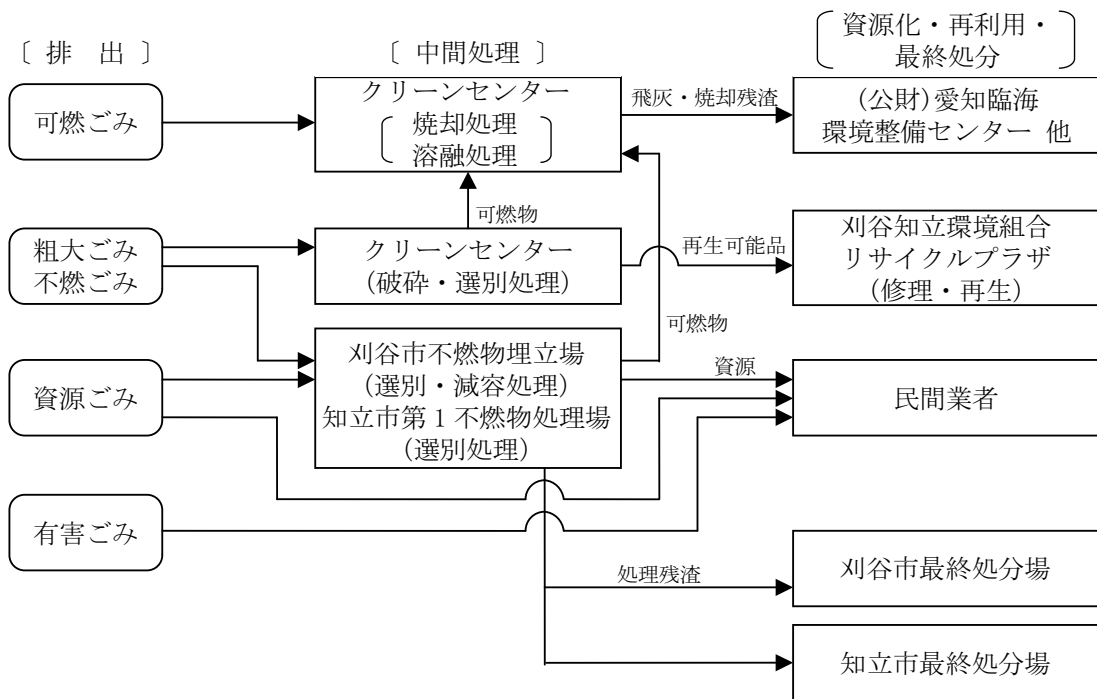 〔 排 出 〕
〔 中間処理 〕
〔資源化・再利用・
最終処分〕
可燃ごみ
クリーンセンター
〔焼却処理
溶融処理〕
飛灰・焼却残渣
(公財)愛知臨海
環境整備センター 他
可燃物
粗大ごみ
不燃ごみ
クリーンセンター
(破砕・選別処理)
再生可能品
刈谷知立環境組合
リサイクルプラザ
(修理・再生)
可燃物
資源ごみ
刈谷市不燃物埋立場
(選別・減容処理)
知立市第1不燃物処理場
(選別処理)
資源
民間業者
有害ごみ
処理残渣
刈谷市最終処分場
知立市最終処分場